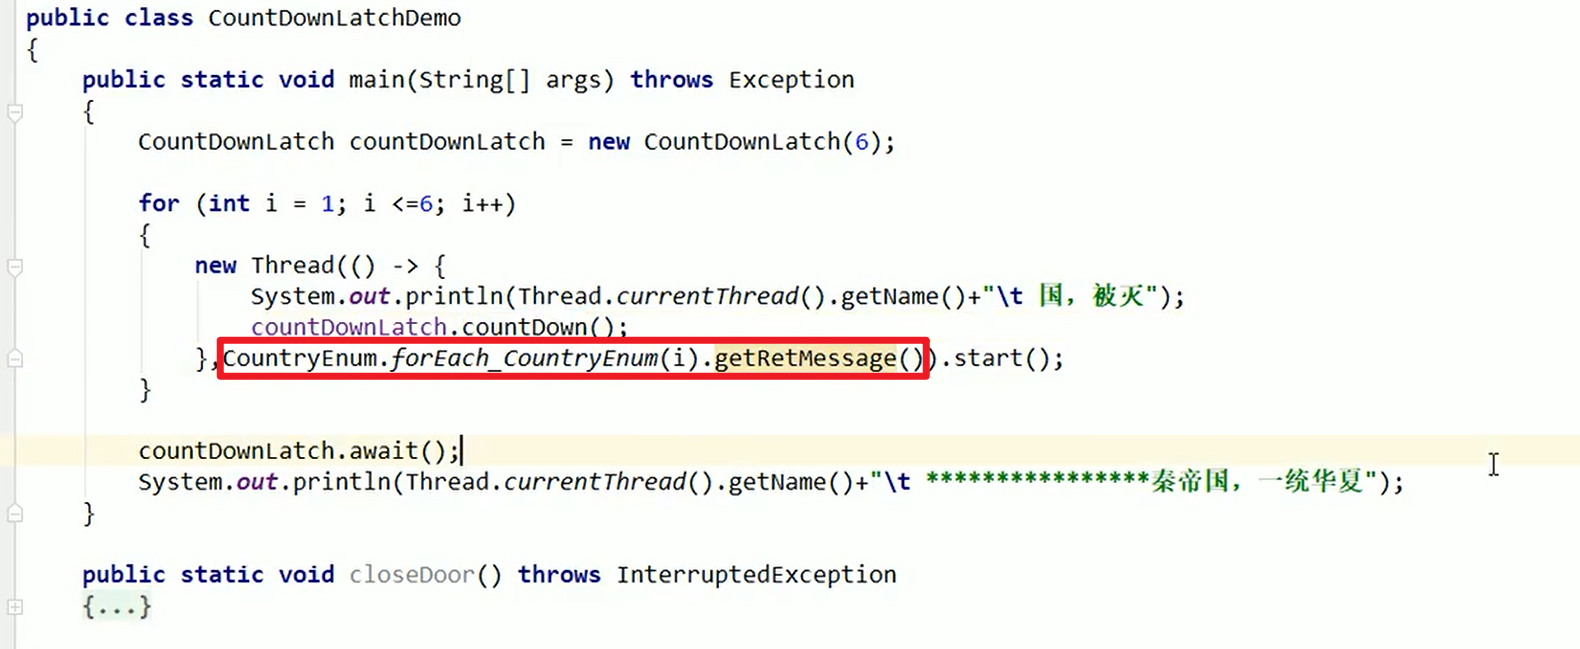 public class CountDownLatchDemo
{
    public static void main(String[] args) throws Exception
    {
        CountDownLatch countDownLatch = new CountDownLatch(6);
        for (int i = 1; i <=6; i++)
        {
            new Thread(() -> {
                System.out.println(Thread.currentThread().getName()+"\t 国，被灭");
                countDownLatch.countDown();
            },CountryEnum.forEach_CountryEnum(i).getRetMessage()).start();
        }
        countDownLatch.await();
        System.out.println(Thread.currentThread().getName()+"\t ****************秦帝国，一统华夏");
    }
    public static void closeDoor() throws InterruptedException
    {...}